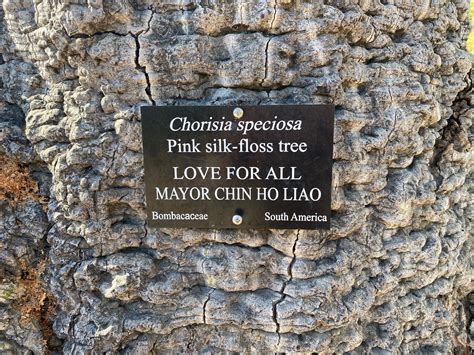 Chorisia speciosa
Pink silk-floss tree
LOVE FOR ALL
MAYOR CHIN HO LIAO
Bombacaceae South America